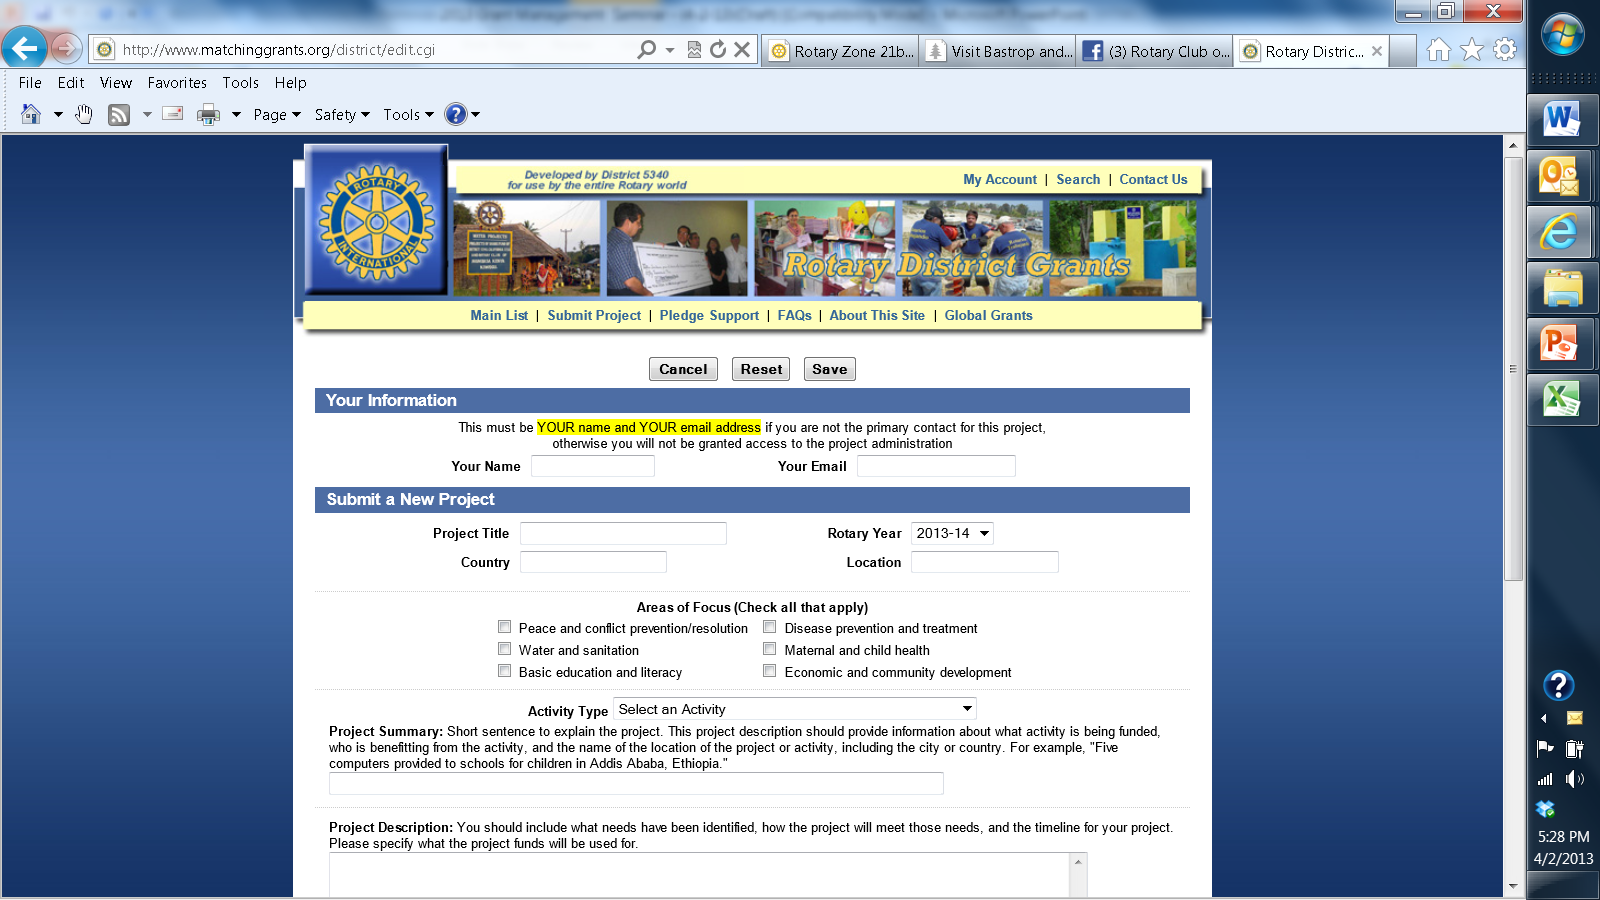 http://www.matchinggrants.org/district/edit.cgi
Rotary Zone 21b...
Visit Bastrop and...
(3) Rotary Club o...
Rotary Distric...
File Edit View Favorites Tools Help
Page Safety Tools
ROTARY
INTERNATIONAL
Developed by District 5340
for use by the entire Rotary world
My Account | Search | Contact Us
Rotary District Grants
Main List | Submit Project | Pledge Support | FAQs | About This Site | Global Grants
Cancel Reset Save
Your Information
This must be YOUR name and YOUR email address if you are not the primary contact for this project,
otherwise you will not be granted access to the project administration
Your Name Your Email
Submit a New Project
Project Title Rotary Year 2013-14
Country Location
Areas of Focus (Check all that apply)
Peace and conflict prevention/resolution Disease prevention and treatment
Water and sanitation Maternal and child health
Basic education and literacy Economic and community development
Activity Type Select an Activity
Project Summary: Short sentence to explain the project. This project description should provide information about what activity is being funded,
who is benefitting from the activity, and the name of the location of the project or activity, including the city or country. For example, "Five
computers provided to schools for children in Addis Ababa, Ethiopia."
Project Description: You should include what needs have been identified, how the project will meet those needs, and the timeline for your project.
Please specify what the project funds will be used for.
5:28 PM
4/2/2013